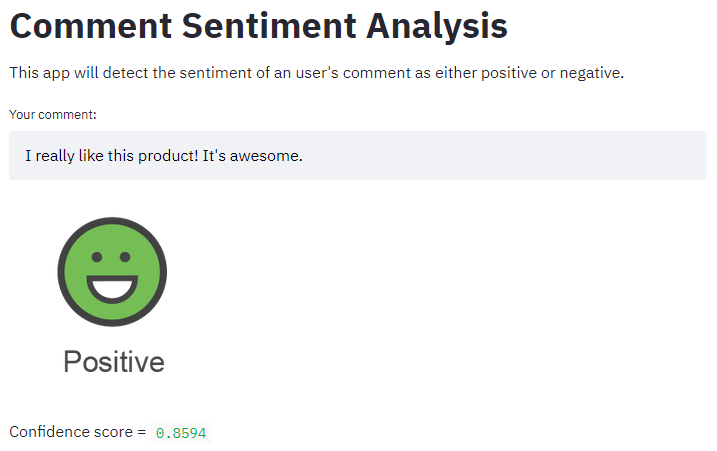 Comment Sentiment Analysis
This app will detect the sentiment of an user's comment as either positive or negative.
Your comment:
I really like this product! It's awesome.
Positive
Confidence score = 0.8594